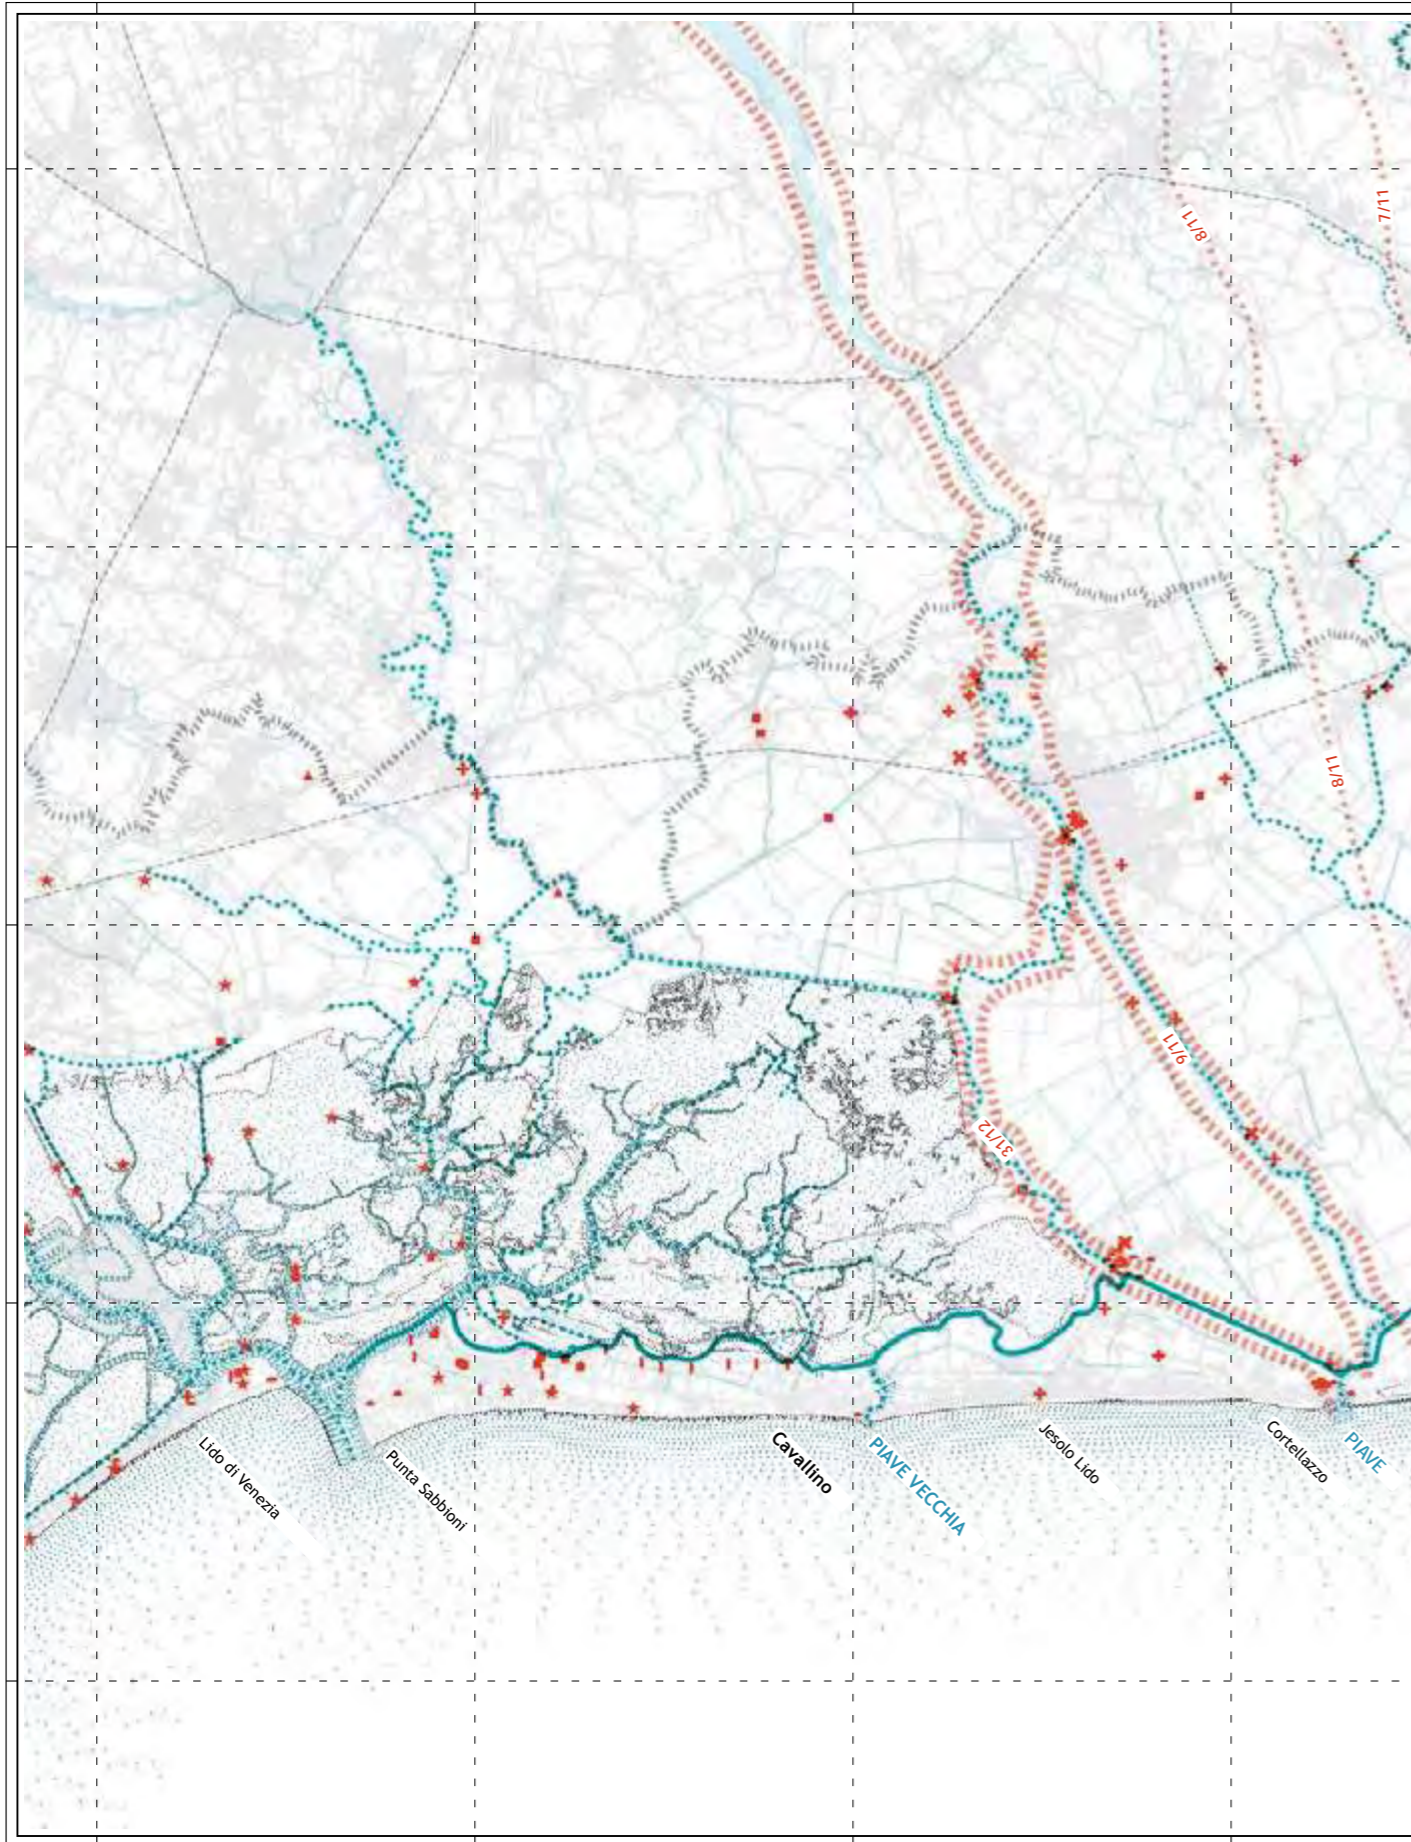 7/11
8/11
8/11
9/11
31/12
Lido di Venezia
Punta Sabbioni
Cavallino
PIAVE VECCHIA
Jesolo Lido
Cortellazzo
PIAVE